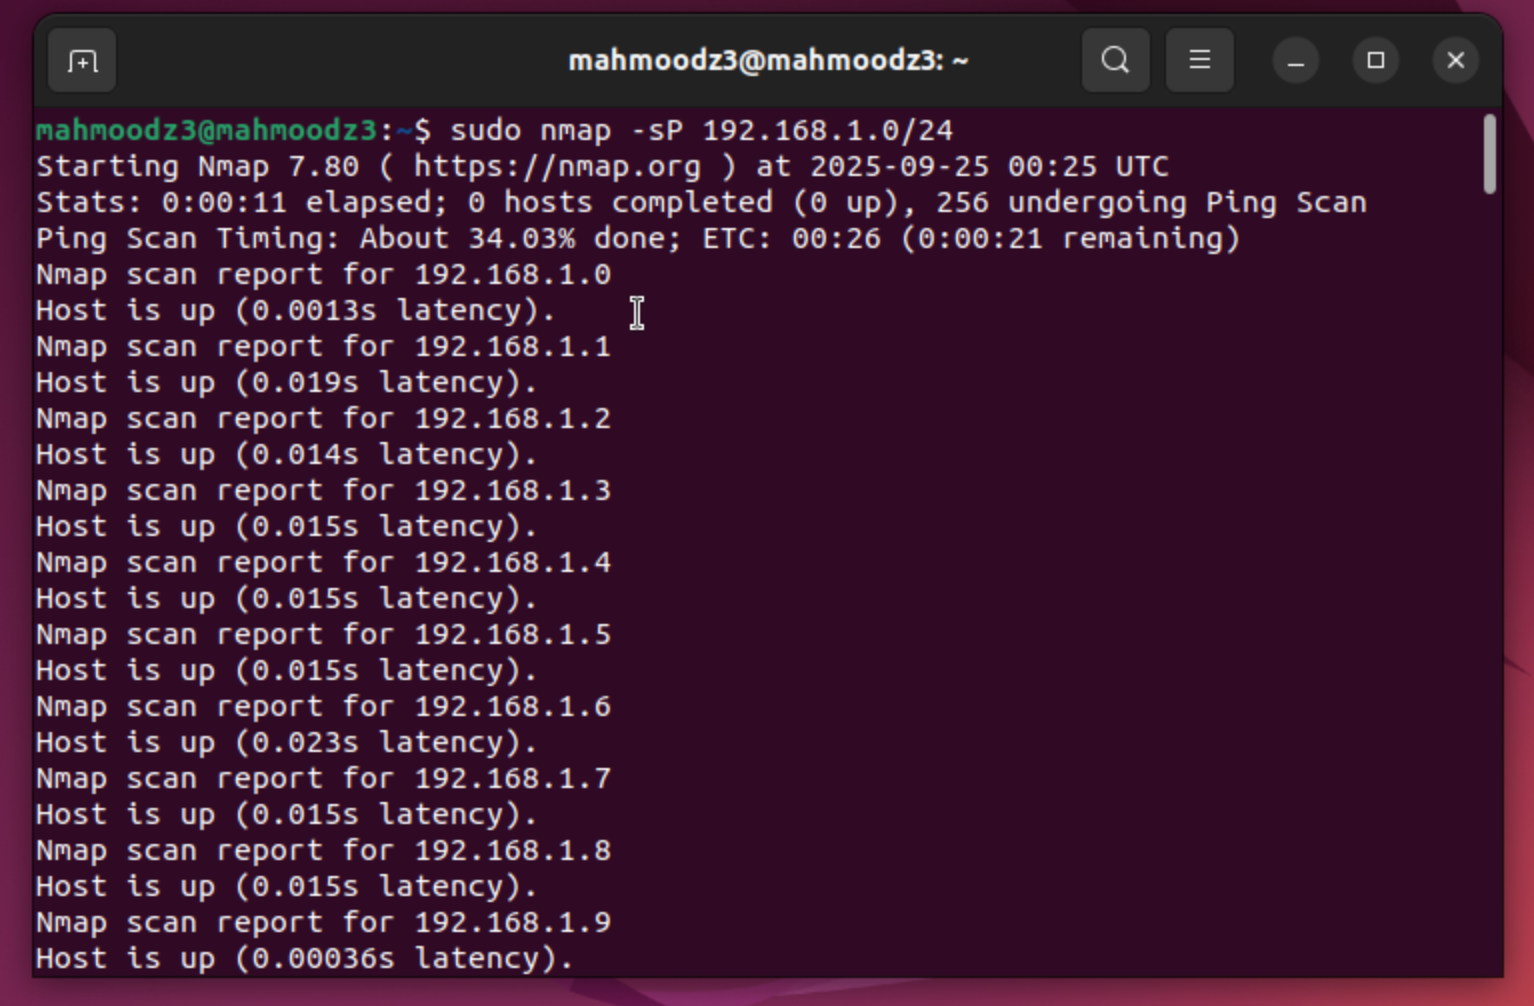 mahmoodz3@mahmoodz3: ~
mahmoodz3@mahmoodz3:~$ sudo nmap -sP 192.168.1.0/24
Starting Nmap 7.80 ( https://nmap.org ) at 2025-09-25 00:25 UTC
Stats: 0:00:11 elapsed; 0 hosts completed (0 up), 256 undergoing Ping Scan
Ping Scan Timing: About 34.03% done; ETC: 00:26 (0:00:21 remaining)
Nmap scan report for 192.168.1.0
Host is up (0.0013s latency).
Nmap scan report for 192.168.1.1
Host is up (0.019s latency).
Nmap scan report for 192.168.1.2
Host is up (0.014s latency).
Nmap scan report for 192.168.1.3
Host is up (0.015s latency).
Nmap scan report for 192.168.1.4
Host is up (0.015s latency).
Nmap scan report for 192.168.1.5
Host is up (0.015s latency).
Nmap scan report for 192.168.1.6
Host is up (0.023s latency).
Nmap scan report for 192.168.1.7
Host is up (0.015s latency).
Nmap scan report for 192.168.1.8
Host is up (0.015s latency).
Nmap scan report for 192.168.1.9
Host is up (0.00036s latency).